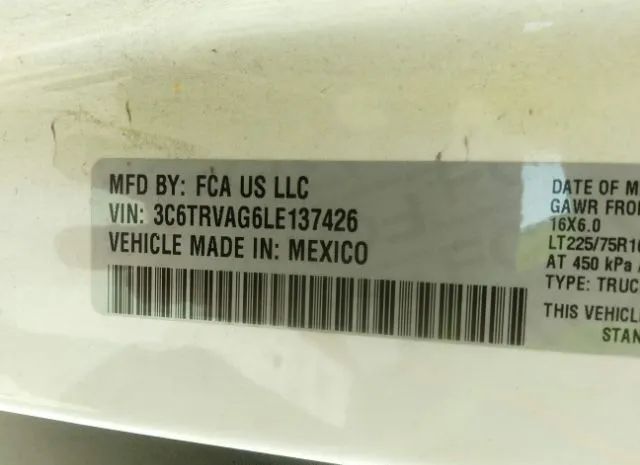 MFD BY: FCA US LLC
VIN: 3C6TRVAG6LE137426
VEHICLE MADE IN: MEXICO
DATE OF M
GAWR FRO
16X6.0
LT225/75R16
AT 450 kPa
TYPE: TRUC
THIS VEHICL
STAN